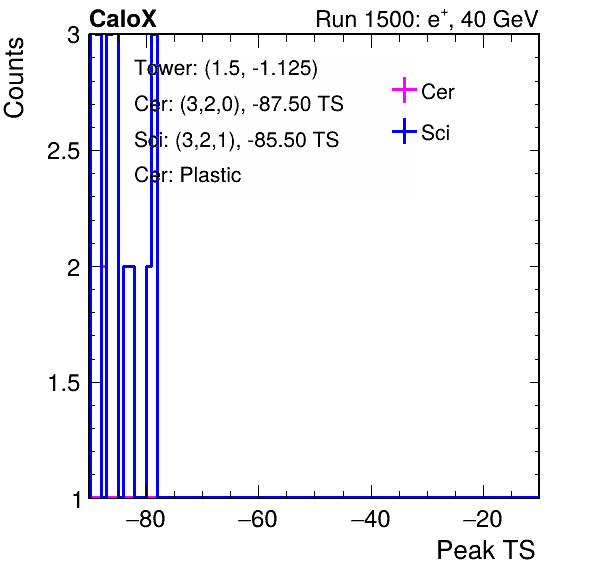 CaloX Run 1500: e+, 40 GeV
Counts
3
2.5
2
1.5
1
Tower: (1.5, -1.125)
Cer: (3,2,0), -87.50 TS
Sci: (3,2,1), -85.50 TS
Cer: Plastic
Cer
Sci
−80 −60 −40 −20
Peak TS